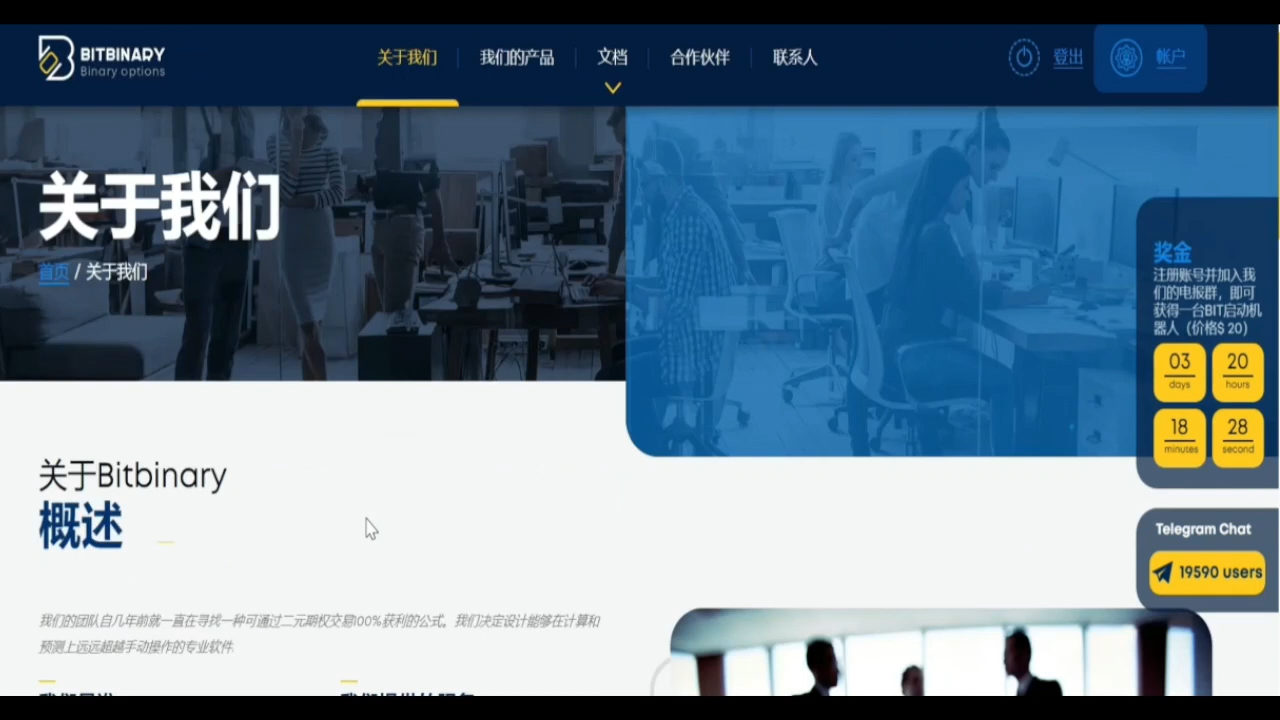 BITBINARY
Binary options
关于我们
我们的产品
文档
合作伙伴
联系人
登出
帐户
关于我们
首页 / 关于我们
奖金
注册账号并加入我
们的电报群，即可
获得一台BIT启动机
器人（价格$ 20）
03
days
20
hours
18
minutes
28
second
Telegram Chat
19590 users
关于Bitbinary
概述
我们的团队自几年前就一直在寻找一种可通过二元期权交易100%获利的公式。我们决定设计能够在计算和
预测上远远超越手动操作的专业软件